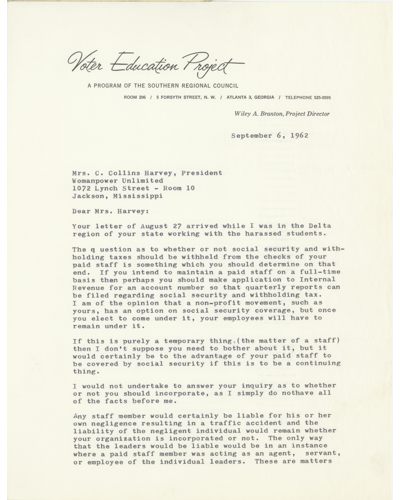 Voter Education Project
A PROGRAM OF THE SOUTHERN REGIONAL COUNCIL
ROOM 256 / 5 FORSYTH STREET, N. W. / ATLANTA 3, GEORGIA / TELEPHONE
Wiley A. Branton, Project Director
September 6, 1962
Mrs. C. Collins Harvey, President
Womanpower Unlimited
1072 Lynch Street - Room 10
Jackson, Mississippi
Dear Mrs. Harvey:
Your letter of August 27 arrived while I was in the Delta
region of your state working with the harassed students.
The q uestion as to whether or not social security and with-
holding taxes should be withheld from the checks of your
paid staff is something which you should determine on that
end. If you intend to maintain a paid staff on a full-time
basis then perhaps you should make application to Internal
Revenue for an account number so that quarterly reports can
be filed regarding social security and withholding tax.
I am of the opinion that a non-profit movement, such as
yours, has an option on social security coverage, but once
you elect to come under it, your employees will have to
remain under it.
If this is purely a temporary thing.(the matter of a staff)
then I don't suppose you need to bother about it, but it
would certainly be to the advantage of your paid staff to
be covered by social security if this is to be a continuing
thing.
I would not undertake to answer your inquiry as to whether
or not you should incorporate, as I simply do nothave all
of the facts before me.
Any staff member would certainly be liable for his or her
own negligence resulting in a traffic accident and the
liability of the negligent individual would remain whether
your organization is incorporated or not. The only way
that the leaders would be liable would be in an instance
where a paid staff member was acting as an agent, servant,
or employee of the individual leaders. These are matters